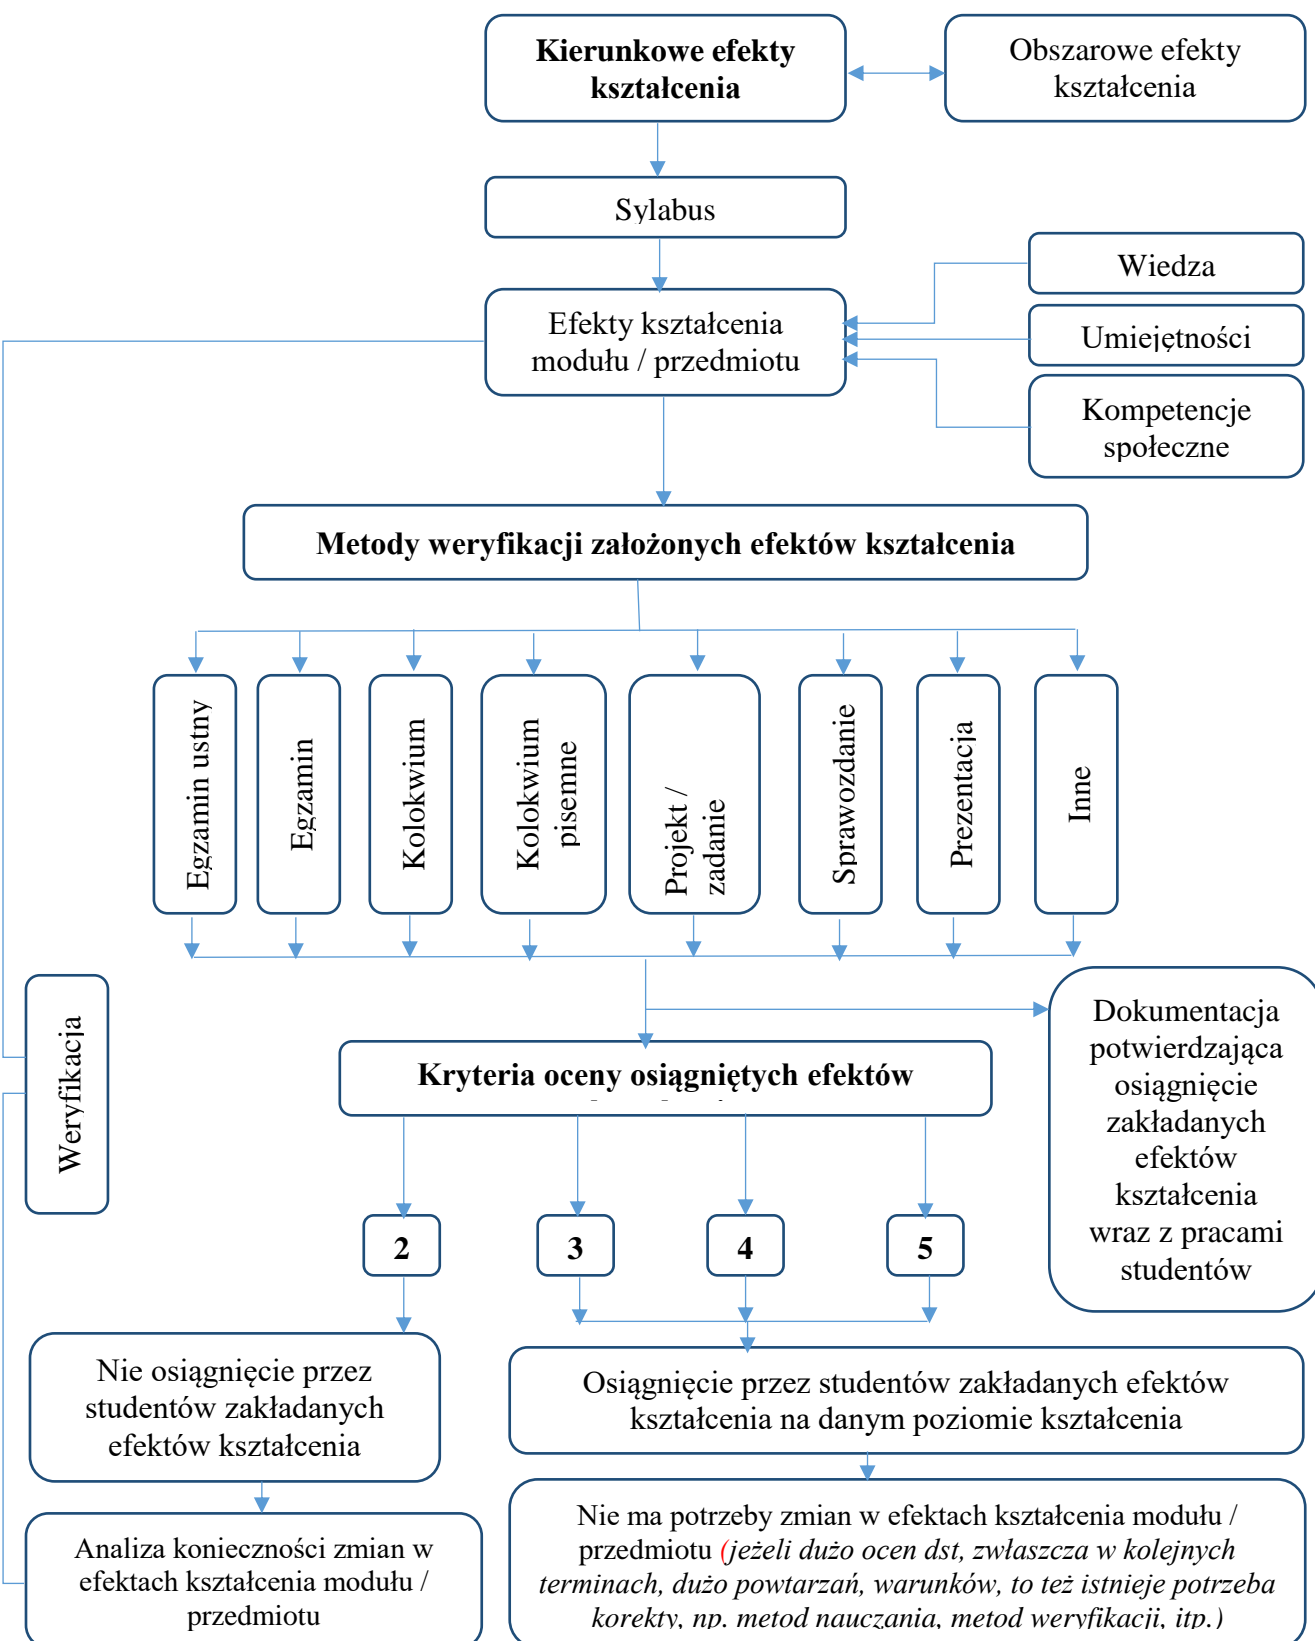 Kierunkowe efekty
kształcenia
Obszarowe efekty
kształcenia
Sylabus
Wiedza
Efekty kształcenia
modułu / przedmiotu
Umiejętności
Kompetencje
społeczne
Metody weryfikacji założonych efektów kształcenia
Egzamin ustny
Egzamin
Kolokwium
Kolokwium
pisemne
Projekt /
zadanie
Sprawozdanie
Prezentacja
Inne
Weryfikacja
Dokumentacja
potwierdzająca
osiągnięcie
zakładanych
efektów
kształcenia
wraz z pracami
studentów
Kryteria oceny osiągniętych efektów
2
3
4
5
Nie osiągnięcie przez
studentów zakładanych
efektów kształcenia
Osiągnięcie przez studentów zakładanych efektów
kształcenia na danym poziomie kształcenia
Analiza konieczności zmian w
efektach kształcenia modułu /
przedmiotu
Nie ma potrzeby zmian w efektach kształcenia modułu /
przedmiotu (jeżeli dużo ocen dst, zwłaszcza w kolejnych
terminach, dużo powtarzań, warunków, to też istnieje potrzeba
korekty, np. metod nauczania, metod weryfikacji, itp.)